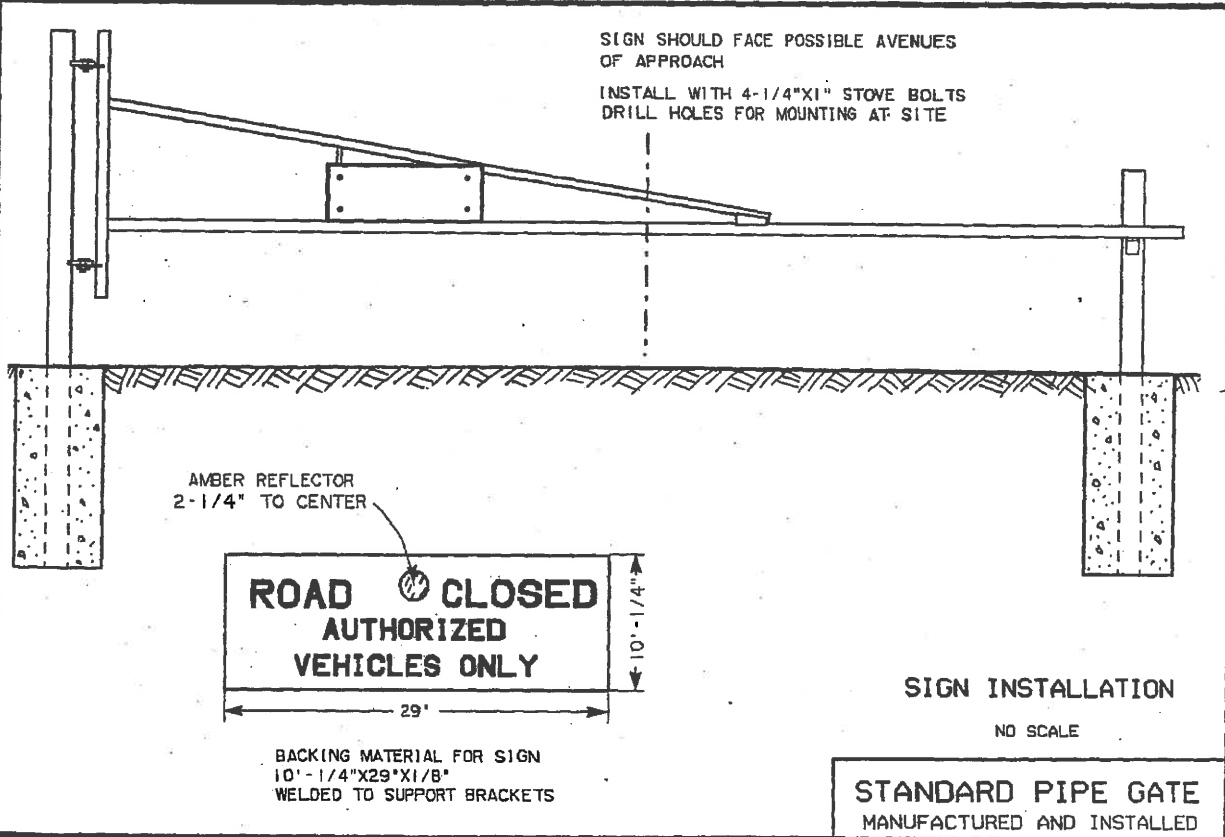 SIGN SHOULD FACE POSSIBLE AVENUES
OF APPROACH
INSTALL WITH 4-1/4"X1" STOVE BOLTS
DRILL HOLES FOR MOUNTING AT SITE
AMBER REFLECTOR
2-1/4" TO CENTER
ROAD CLOSED
AUTHORIZED
VEHICLES ONLY
10'-1/4"
29'
BACKING MATERIAL FOR SIGN
10'-1/4"X29"X1/8"
WELDED TO SUPPORT BRACKETS
SIGN INSTALLATION
NO SCALE
STANDARD PIPE GATE
MANUFACTURED AND INSTALLED